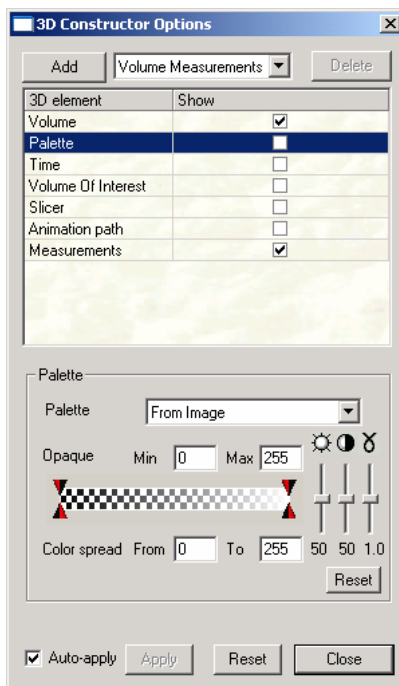 3D Constructor Options
Add Volume Measurements Delete
3D element Show
Volume
Palette
Time
Volume Of Interest
Slicer
Animation path
Measurements
Palette
Palette From Image
Opaque Min 0 Max 255
Color spread From 0 To 255 50 50 1.0
Reset
Auto-apply Apply Reset Close